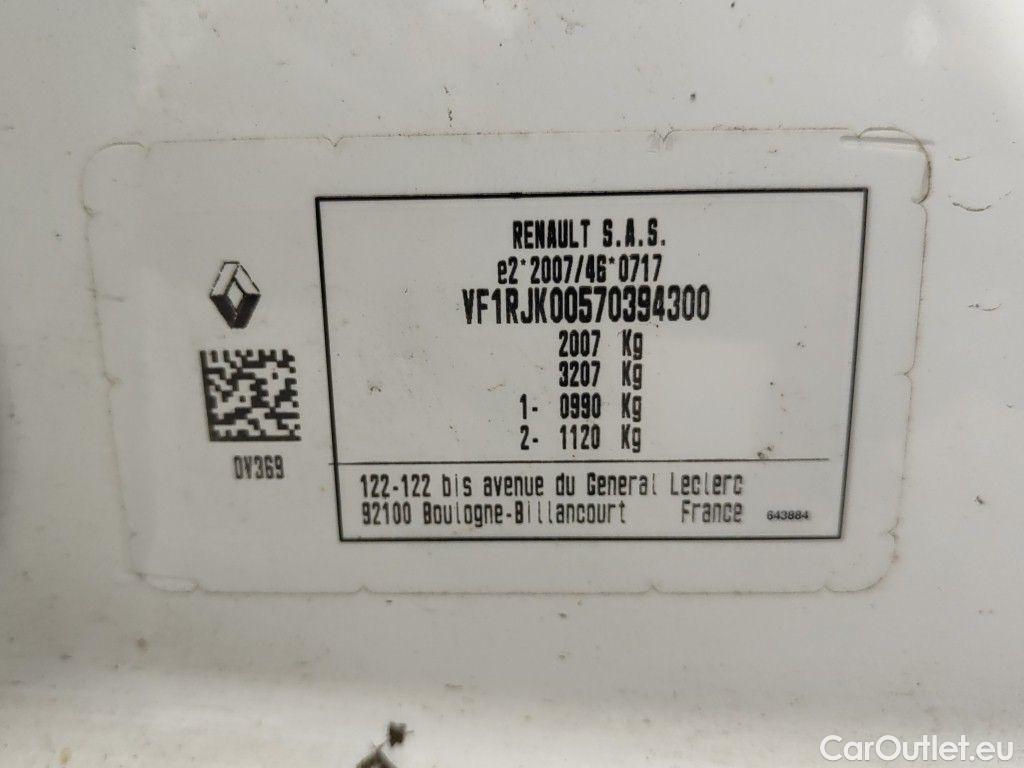 RENAULT S.A.S.
e2*2007/46*0717
VF1RJK00570394300
2007 Kg
3207 Kg
1- 0990 Kg
2- 1120 Kg
0V369
122-122 bis avenue du General Leclerc
92100 Boulogne-Billancourt France 643884
CarOutlet.eu